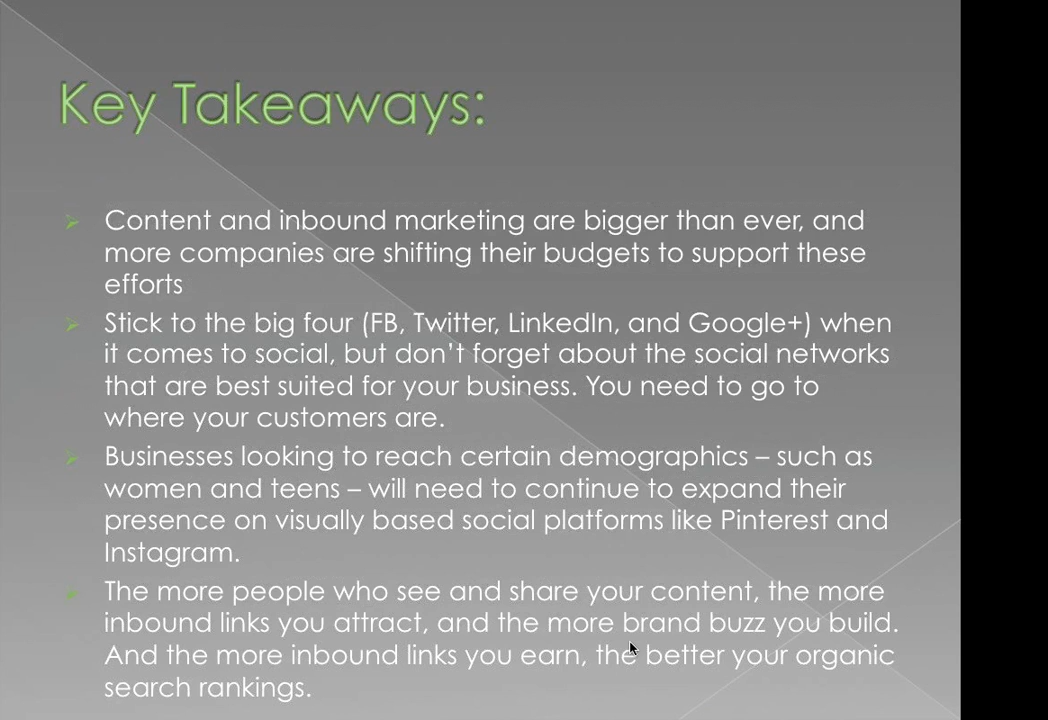 Key Takeaways:
Content and inbound marketing are bigger than ever, and
more companies are shifting their budgets to support these
efforts
Stick to the big four (FB, Twitter, LinkedIn, and Google+) when
it comes to social, but don’t forget about the social networks
that are best suited for your business. You need to go to
where your customers are.
Businesses looking to reach certain demographics – such as
women and teens – will need to continue to expand their
presence on visually based social platforms like Pinterest and
Instagram.
The more people who see and share your content, the more
inbound links you attract, and the more brand buzz you build.
And the more inbound links you earn, the better your organic
search rankings.